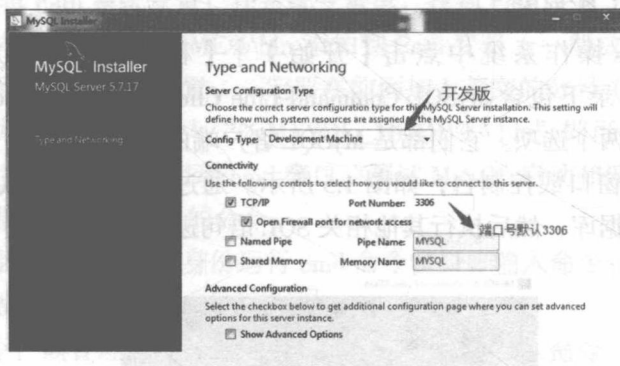 MySQL Installer
MySQL. Installer
MySQL Server 5.7.17
Type and Networking
Type and Networking
Server Configuration Type
Choose the correct server configuration type for this MySQL Server installation. This setting will
define how much system resources are assigned to the MySQL Server instance.
开发版
Config Type: Development Machine
Connectivity
Use the following controls to select how you would like to connect to this server.
TCP/IP Port Number: 3306
Open Firewall port for network access
端口号默认3306
Named Pipe Pipe Name: MYSQL
Shared Memory Memory Name: MYSQL
Advanced Configuration
Select the checkbox below to get additional configuration page where you can set advanced
options for this server instance.
Show Advanced Options